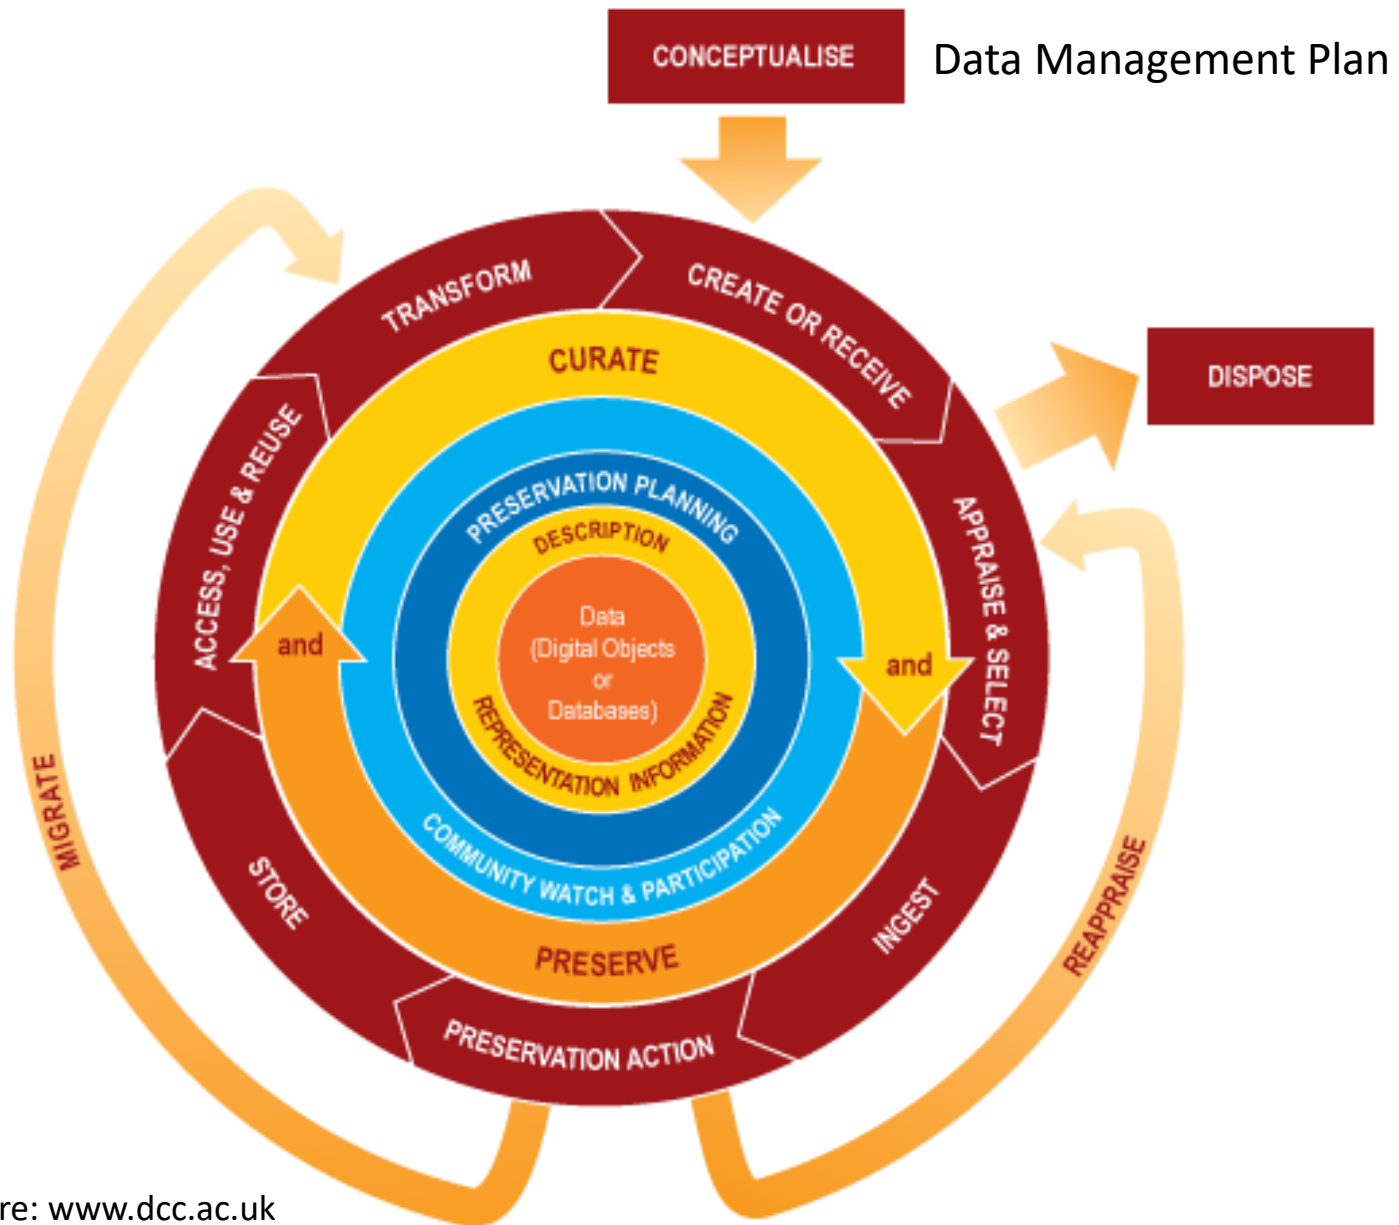 CONCEPTUALISE
Data Management Plan
CREATE OR RECEIVE
DISPOSE
APPRAISE & SELECT
INGEST
PRESERVATION ACTION
STORE
ACCESS, USE & REUSE
TRANSFORM
MIGRATE
REAPPRAISE
CURATE
and
PRESERVE
and
COMMUNITY WATCH & PARTICIPATION
PRESERVATION PLANNING
DESCRIPTION
REPRESENTATION INFORMATION
Data
(Digital Objects
or
Databases)
re: www.dcc.ac.uk